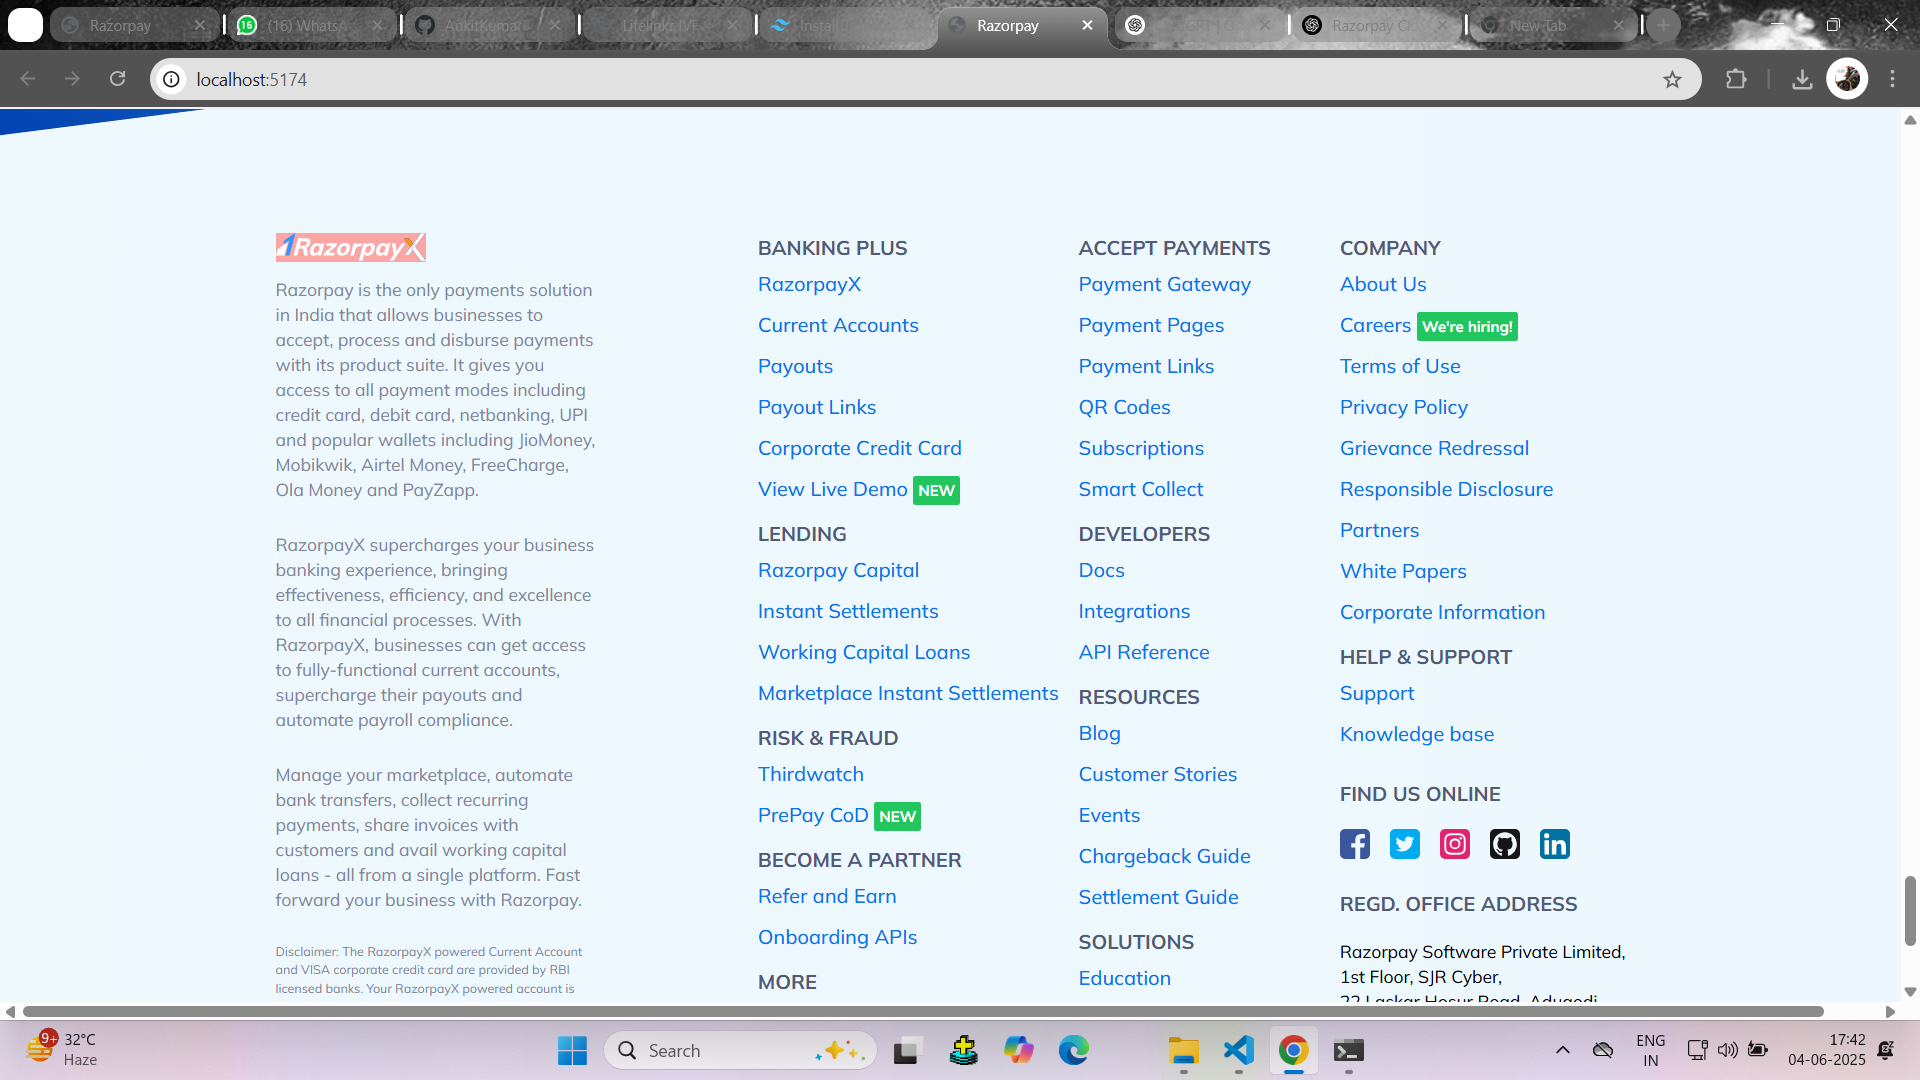 Razorpay
(16) WhatsA
AnkitKumar
Lifelink
Insta
Razorpay
Razorpay Cl
New Tab
localhost:5174
RazorpayX
Razorpay is the only payments solution
in India that allows businesses to
accept, process and disburse payments
with its product suite. It gives you
access to all payment modes including
credit card, debit card, netbanking, UPI
and popular wallets including JioMoney,
Mobikwik, Airtel Money, FreeCharge,
Ola Money and PayZapp.
RazorpayX supercharges your business
banking experience, bringing
effectiveness, efficiency, and excellence
to all financial processes. With
RazorpayX, businesses can get access
to fully-functional current accounts,
supercharge their payouts and
automate payroll compliance.
Manage your marketplace, automate
bank transfers, collect recurring
payments, share invoices with
customers and avail working capital
loans - all from a single platform. Fast
forward your business with Razorpay.
Disclaimer: The RazorpayX powered Current Account
and VISA corporate credit card are provided by RBI
licensed banks. Your RazorpayX powered account is
BANKING PLUS
RazorpayX
Current Accounts
Payouts
Payout Links
Corporate Credit Card
View Live Demo NEW
LENDING
Razorpay Capital
Instant Settlements
Working Capital Loans
Marketplace Instant Settlements
RISK & FRAUD
Thirdwatch
PrePay CoD NEW
BECOME A PARTNER
Refer and Earn
Onboarding APIs
MORE
ACCEPT PAYMENTS
Payment Gateway
Payment Pages
Payment Links
QR Codes
Subscriptions
Smart Collect
DEVELOPERS
Docs
Integrations
API Reference
RESOURCES
Blog
Customer Stories
Events
Chargeback Guide
Settlement Guide
SOLUTIONS
Education
COMPANY
About Us
Careers We're hiring!
Terms of Use
Privacy Policy
Grievance Redressal
Responsible Disclosure
Partners
White Papers
Corporate Information
HELP & SUPPORT
Support
Knowledge base
FIND US ONLINE
REGD. OFFICE ADDRESS
Razorpay Software Private Limited,
1st Floor, SJR Cyber,
22 Laskar Hosur Road, Adugodi
9+
32°C
Haze
Search
ENG
IN
17:42
04-06-2025